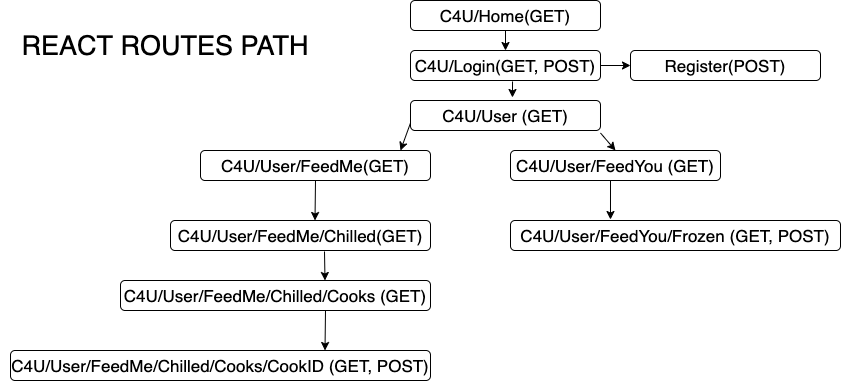 C4U/Home(GET)
REACT ROUTES PATH
C4U/Login(GET, POST)
Register(POST)
C4U/User (GET)
C4U/User/FeedMe(GET)
C4U/User/FeedYou (GET)
C4U/User/FeedMe/Chilled(GET)
C4U/User/FeedYou/Frozen (GET, POST)
C4U/User/FeedMe/Chilled/Cooks (GET)
C4U/User/FeedMe/Chilled/Cooks/CookID (GET, POST)